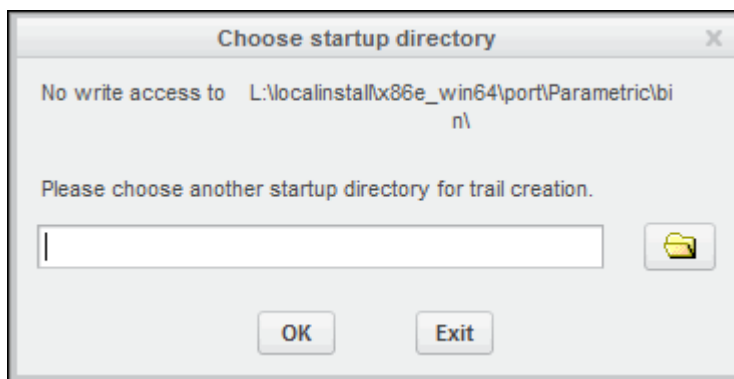 Choose startup directory
No write access to L:\localinstall\x86e_win64\port\Parametric\bi
n\
Please choose another startup directory for trail creation.
OK Exit